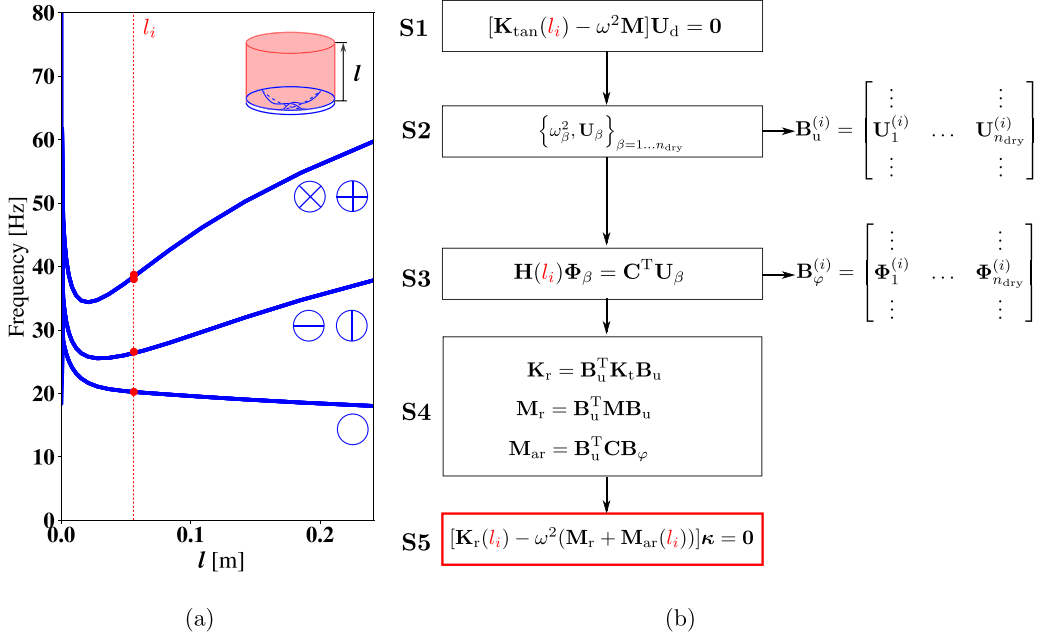 80
70
60
50
40
30
20
10
0
Frequency [Hz]
l_i
l
0.0 0.1 0.2
l [m]
(a)
S1 [K_tan(l_i) − ω²M]U_d = 0
S2 {ω_β², U_β}_{β=1...n_dry} B_u^(i) = [⋮ ⋮ U_1^(i) … U_{n_dry}^(i) ⋮ ⋮]
S3 H(l_i)Φ_β = C^T U_β B_φ^(i) = [⋮ ⋮ Φ_1^(i) … Φ_{n_dry}^(i) ⋮ ⋮]
K_r = B_u^T K_t B_u
S4 M_r = B_u^T M B_u
M_ar = B_u^T C B_φ
S5 [K_r(l_i) − ω²(M_r + M_ar(l_i))]κ = 0
(b)